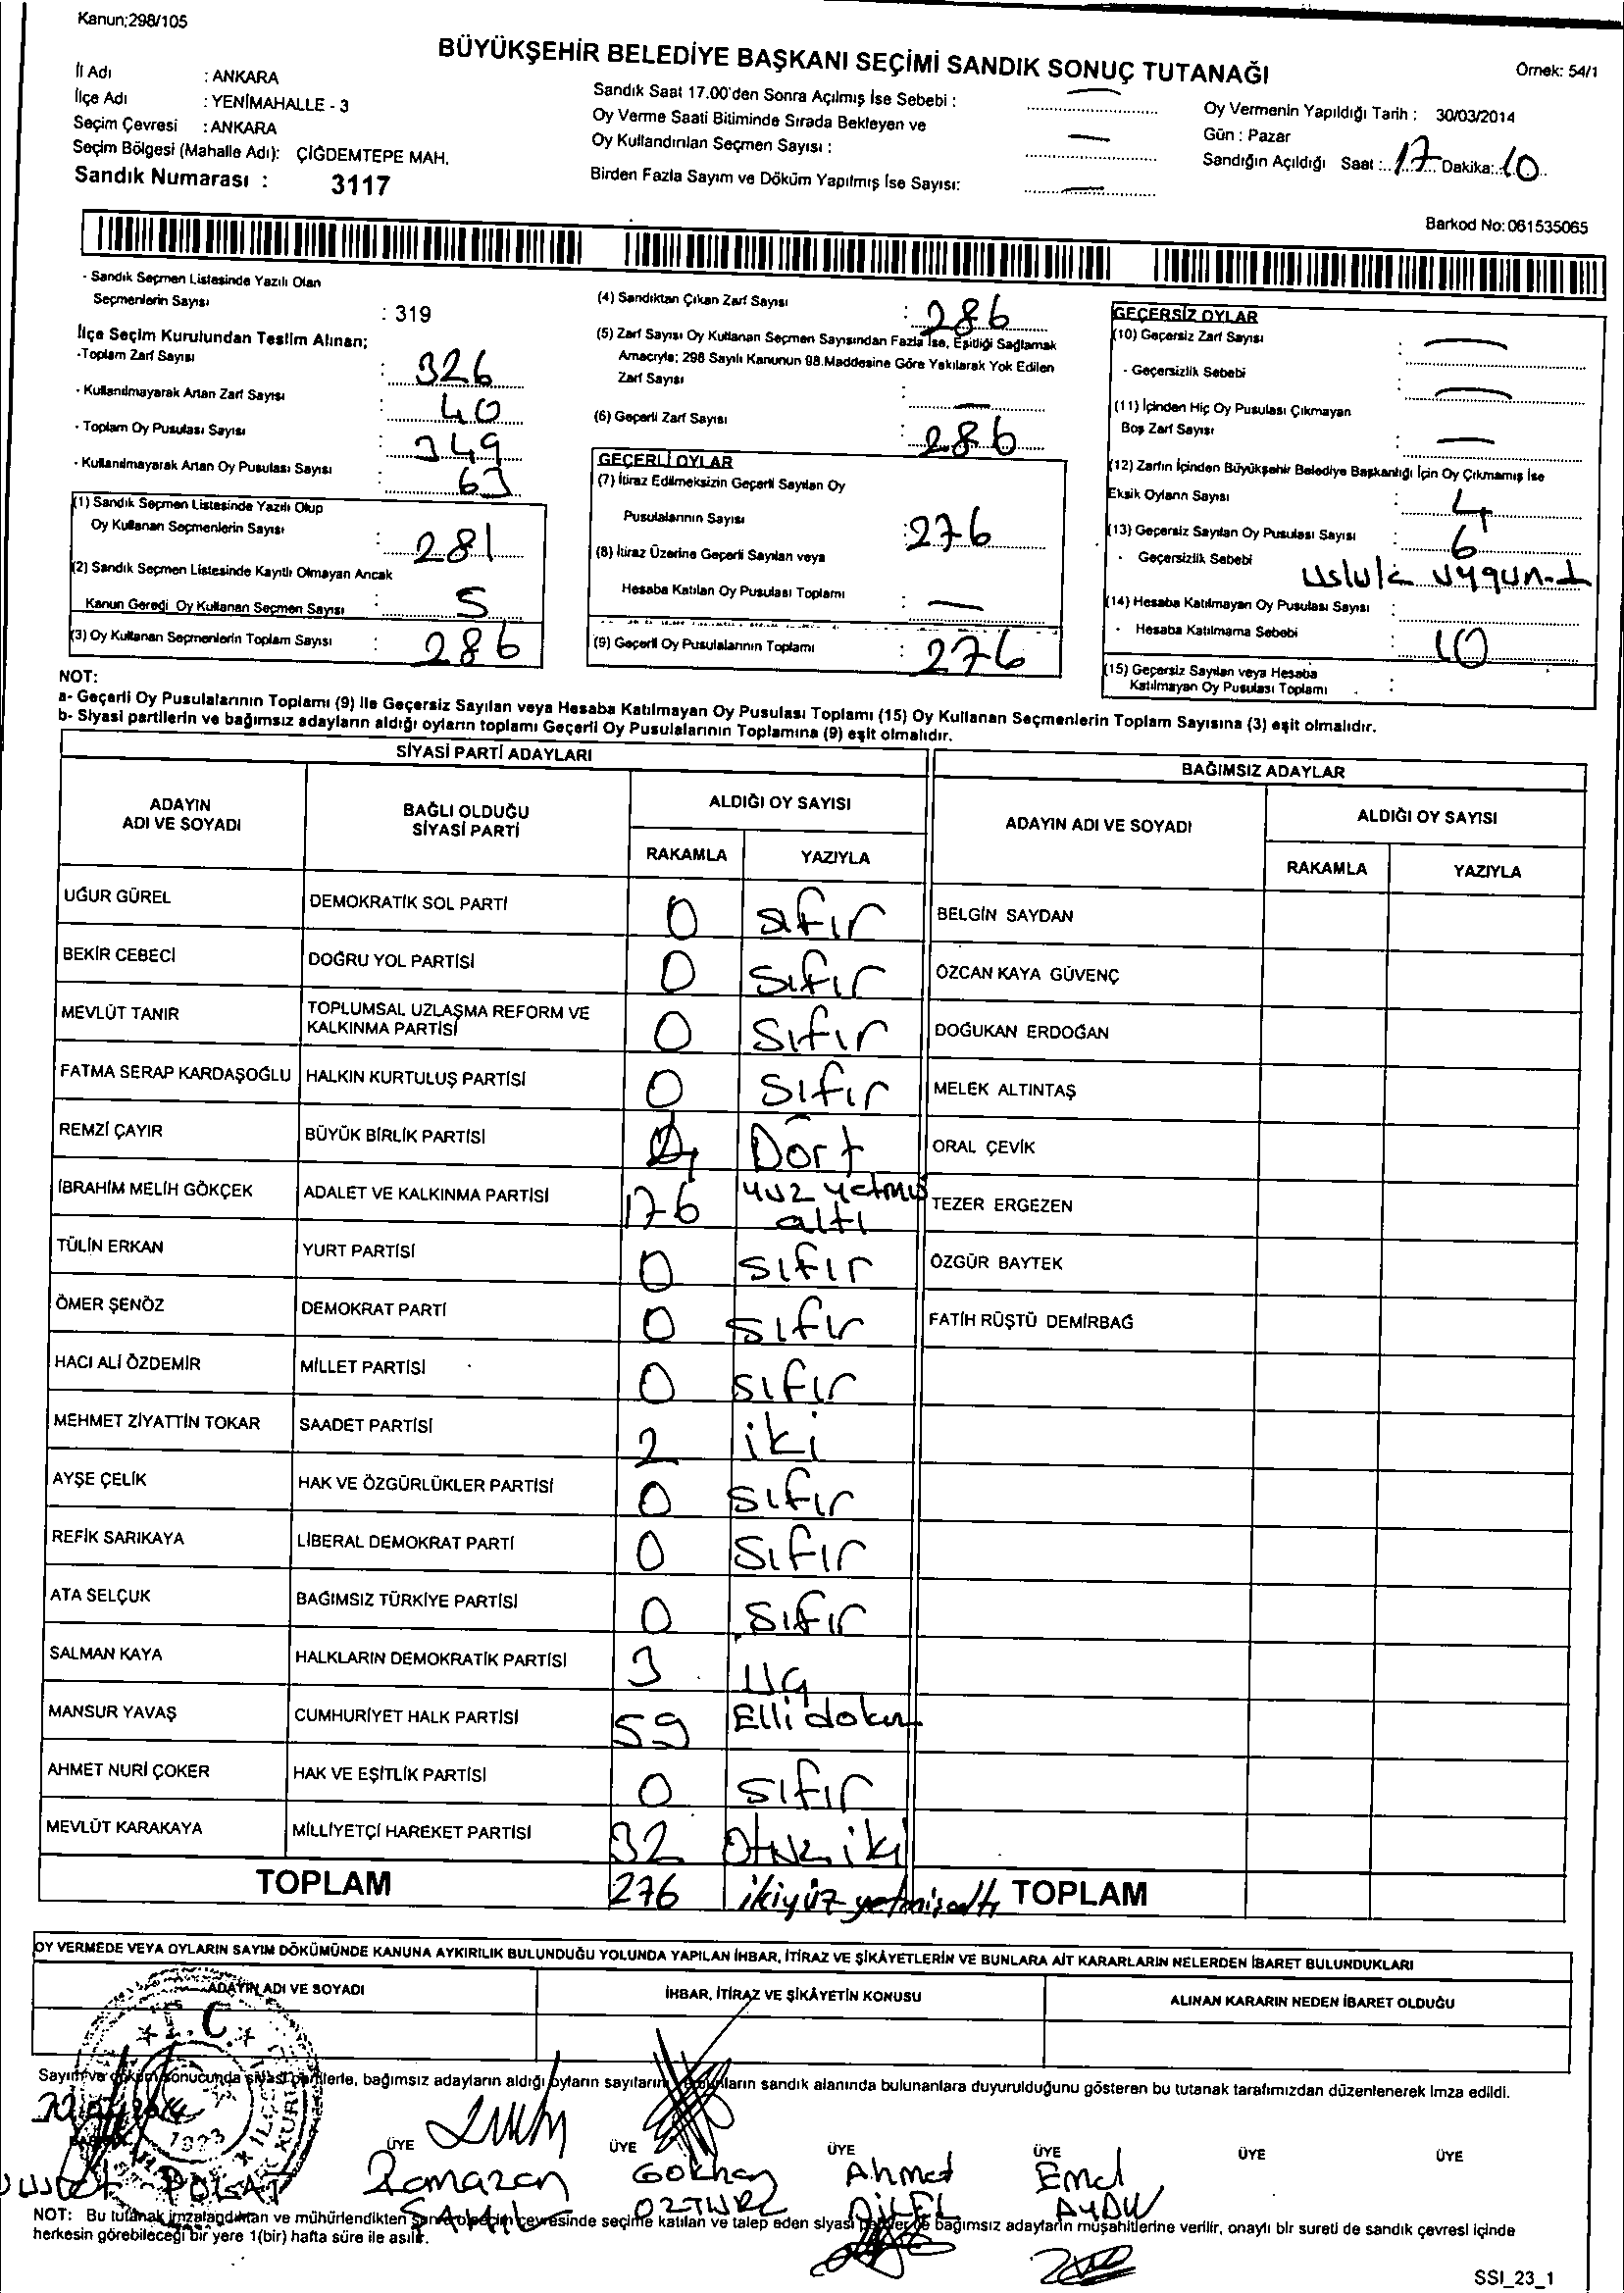 Kanun;298/105
BÜYÜKŞEHİR BELEDİYE BAŞKANI SEÇİMİ SANDIK SONUÇ TUTANAĞI
Örnek: 54/1
İl Adı : ANKARA
İlçe Adı : YENİMAHALLE - 3
Seçim Çevresi : ANKARA
Seçim Bölgesi (Mahalle Adı): ÇİĞDEMTEPE MAH.
Sandık Numarası : 3117
Sandık Saat 17.00'den Sonra Açılmış İse Sebebi : —
Oy Verme Saati Bitiminde Sırada Bekleyen ve
Oy Kullandırılan Seçmen Sayısı : —
Birden Fazla Sayım ve Döküm Yapılmış İse Sayısı: —
Oy Vermenin Yapıldığı Tarih : 30/03/2014
Gün : Pazar
Sandığın Açıldığı Saat : 17 Dakika: 10
Barkod No: 061535065
- Sandık Seçmen Listesinde Yazılı Olan
Seçmenlerin Sayısı : 319
İlçe Seçim Kurulundan Teslim Alınan;
-Toplam Zarf Sayısı : 326
- Kullanılmayarak Artan Zarf Sayısı : 40
- Toplam Oy Pusulası Sayısı : 349
- Kullanılmayarak Artan Oy Pusulası Sayısı : 63
(1) Sandık Seçmen Listesinde Yazılı Olup
Oy Kullanan Seçmenlerin Sayısı : 281
(2) Sandık Seçmen Listesinde Kayıtlı Olmayan Ancak
Kanun Gereği Oy Kullanan Seçmen Sayısı : 5
(3) Oy Kullanan Seçmenlerin Toplam Sayısı : 286
(4) Sandıktan Çıkan Zarf Sayısı : 286
(5) Zarf Sayısı Oy Kullanan Seçmen Sayısından Fazla İse, Eşitliği Sağlamak
Amacıyla; 298 Sayılı Kanunun 98.Maddesine Göre Yakılarak Yok Edilen
Zarf Sayısı : —
(6) Geçerli Zarf Sayısı : 286
GEÇERLİ OYLAR
(7) İtiraz Edilmeksizin Geçerli Sayılan Oy
Pusulalarının Sayısı : 276
(8) İtiraz Üzerine Geçerli Sayılan veya
Hesaba Katılan Oy Pusulası Toplamı : —
(9) Geçerli Oy Pusulalarının Toplamı : 276
GEÇERSİZ OYLAR
(10) Geçersiz Zarf Sayısı : —
- Geçersizlik Sebebi : —
(11) İçinden Hiç Oy Pusulası Çıkmayan
Boş Zarf Sayısı : —
(12) Zarfın İçinden Büyükşehir Belediye Başkanlığı İçin Oy Çıkmamış İse
Eksik Oyların Sayısı : 4
(13) Geçersiz Sayılan Oy Pusulası Sayısı : 6
- Geçersizlik Sebebi
(14) Hesaba Katılmayan Oy Pusulası Sayısı :
- Hesaba Katılmama Sebebi : 10
(15) Geçersiz Sayılan veya Hesaba
Katılmayan Oy Pusulası Toplamı :
NOT:
a- Geçerli Oy Pusulalarının Toplamı (9) ile Geçersiz Sayılan veya Hesaba Katılmayan Oy Pusulası Toplamı (15) Oy Kullanan Seçmenlerin Toplam Sayısına (3) eşit olmalıdır.
b- Siyasi partilerin ve bağımsız adayların aldığı oyların toplamı Geçerli Oy Pusulalarının Toplamına (9) eşit olmalıdır.
SİYASİ PARTİ ADAYLARI
BAĞIMSIZ ADAYLAR
ADAYIN ADI VE SOYADI
BAĞLI OLDUĞU SİYASİ PARTİ
ALDIĞI OY SAYISI
RAKAMLA YAZIYLA
ADAYIN ADI VE SOYADI
ALDIĞI OY SAYISI
RAKAMLA YAZIYLA
UĞUR GÜREL DEMOKRATİK SOL PARTİ 0 sıfır BELGİN SAYDAN
BEKİR CEBECİ DOĞRU YOL PARTİSİ 0 sıfır ÖZCAN KAYA GÜVENÇ
MEVLÜT TANIR TOPLUMSAL UZLAŞMA REFORM VE KALKINMA PARTİSİ 0 sıfır DOĞUKAN ERDOĞAN
FATMA SERAP KARDAŞOĞLU HALKIN KURTULUŞ PARTİSİ 0 sıfır MELEK ALTINTAŞ
REMZİ ÇAYIR BÜYÜK BİRLİK PARTİSİ 4 Dört ORAL ÇEVİK
İBRAHİM MELİH GÖKÇEK ADALET VE KALKINMA PARTİSİ 176 yüz yetmiş altı TEZER ERGEZEN
TÜLİN ERKAN YURT PARTİSİ 0 sıfır ÖZGÜR BAYTEK
ÖMER ŞENÖZ DEMOKRAT PARTİ 0 sıfır FATİH RÜŞTÜ DEMİRBAĞ
HACI ALİ ÖZDEMİR MİLLET PARTİSİ 0 sıfır
MEHMET ZİYATTİN TOKAR SAADET PARTİSİ 2 iki
AYŞE ÇELİK HAK VE ÖZGÜRLÜKLER PARTİSİ 0 sıfır
REFİK SARIKAYA LİBERAL DEMOKRAT PARTİ 0 sıfır
ATA SELÇUK BAĞIMSIZ TÜRKİYE PARTİSİ 0 sıfır
SALMAN KAYA HALKLARIN DEMOKRATİK PARTİSİ 3 üç
MANSUR YAVAŞ CUMHURİYET HALK PARTİSİ 59 Elli dokuz
AHMET NURİ ÇOKER HAK VE EŞİTLİK PARTİSİ 0 sıfır
MEVLÜT KARAKAYA MİLLİYETÇİ HAREKET PARTİSİ 32 otuz iki
TOPLAM 276 ikiyüz yetmişaltı TOPLAM
OY VERMEDE VEYA OYLARIN SAYIM DÖKÜMÜNDE KANUNA AYKIRILIK BULUNDUĞU YOLUNDA YAPILAN İHBAR, İTİRAZ VE ŞİKÂYETLERİN VE BUNLARA AİT KARARLARIN NELERDEN İBARET BULUNDUKLARI
ADAYIN ADI VE SOYADI İHBAR, İTİRAZ VE ŞİKÂYETİN KONUSU ALINAN KARARIN NEDEN İBARET OLDUĞU
T.C.
Sayım ve döküm sonucunda siyasi partilerle, bağımsız adayların aldığı oyların sayılarını sandık alanında bulunanlara duyurulduğunu gösteren bu tutanak tarafımızdan düzenlenerek imza edildi.
1923
ÜYE ÜYE ÜYE ÜYE ÜYE ÜYE
POLAT Ramazan Gökhan Ahmet Emel
ÖZTÜRK AYDIN
NOT: Bu tutanak imzalandıktan ve mühürlendikten sonra seçim çevresinde seçime katılan ve talep eden siyasi bağımsız adayların müşahitlerine verilir, onaylı bir sureti de sandık çevresi içinde
herkesin görebileceği bir yere 1(bir) hafta süre ile asılır.
SSI_23_1